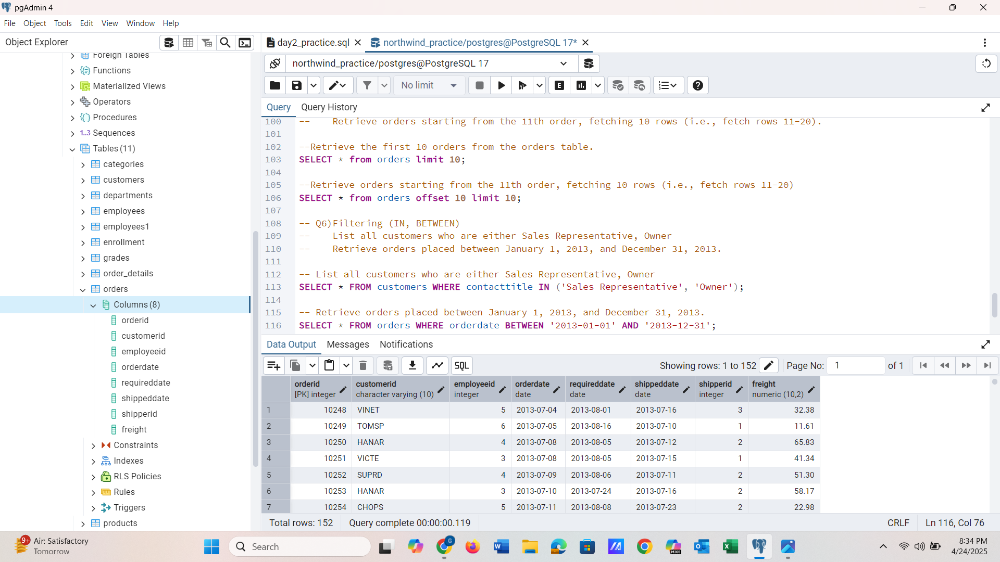 pgAdmin 4
File Object Tools Edit View Window Help
Object Explorer
Foreign Tables
Functions
Materialized Views
Operators
Procedures
1..3 Sequences
Tables (11)
categories
customers
departments
employees
employees1
enrollment
grades
order_details
orders
Columns (8)
orderid
customerid
employeeid
orderdate
requireddate
shippeddate
shipperid
freight
Constraints
Indexes
RLS Policies
Rules
Triggers
products
day2_practice.sql northwind_practice/postgres@PostgreSQL 17*
northwind_practice/postgres@PostgreSQL 17
No limit E
Query Query History
100 -- Retrieve orders starting from the 11th order, fetching 10 rows (i.e., fetch rows 11-20).
101
102 --Retrieve the first 10 orders from the orders table.
103 SELECT * from orders limit 10;
104
105 --Retrieve orders starting from the 11th order, fetching 10 rows (i.e., fetch rows 11-20)
106 SELECT * from orders offset 10 limit 10;
107
108 -- Q6)Filtering (IN, BETWEEN)
109 -- List all customers who are either Sales Representative, Owner
110 -- Retrieve orders placed between January 1, 2013, and December 31, 2013.
111
112 -- List all customers who are either Sales Representative, Owner
113 SELECT * FROM customers WHERE contacttitle IN ('Sales Representative', 'Owner');
114
115 -- Retrieve orders placed between January 1, 2013, and December 31, 2013.
116 SELECT * FROM orders WHERE orderdate BETWEEN '2013-01-01' AND '2013-12-31';
Data Output Messages Notifications
SQL Showing rows: 1 to 152 Page No: 1 of 1
orderid customerid employeeid orderdate requireddate shippeddate shipperid freight
[PK] integer character varying (10) integer date date date integer numeric (10,2)
1 10248 VINET 5 2013-07-04 2013-08-01 2013-07-16 3 32.38
2 10249 TOMSP 6 2013-07-05 2013-08-16 2013-07-10 1 11.61
3 10250 HANAR 4 2013-07-08 2013-08-05 2013-07-12 2 65.83
4 10251 VICTE 3 2013-07-08 2013-08-05 2013-07-15 1 41.34
5 10252 SUPRD 4 2013-07-09 2013-08-06 2013-07-11 2 51.30
6 10253 HANAR 3 2013-07-10 2013-07-24 2013-07-16 2 58.17
7 10254 CHOPS 5 2013-07-11 2013-08-08 2013-07-23 2 22.98
Total rows: 152 Query complete 00:00:00.119 CRLF Ln 116, Col 76
9+ Air: Satisfactory
Tomorrow
Search
G
M365
8:34 PM
4/24/2025